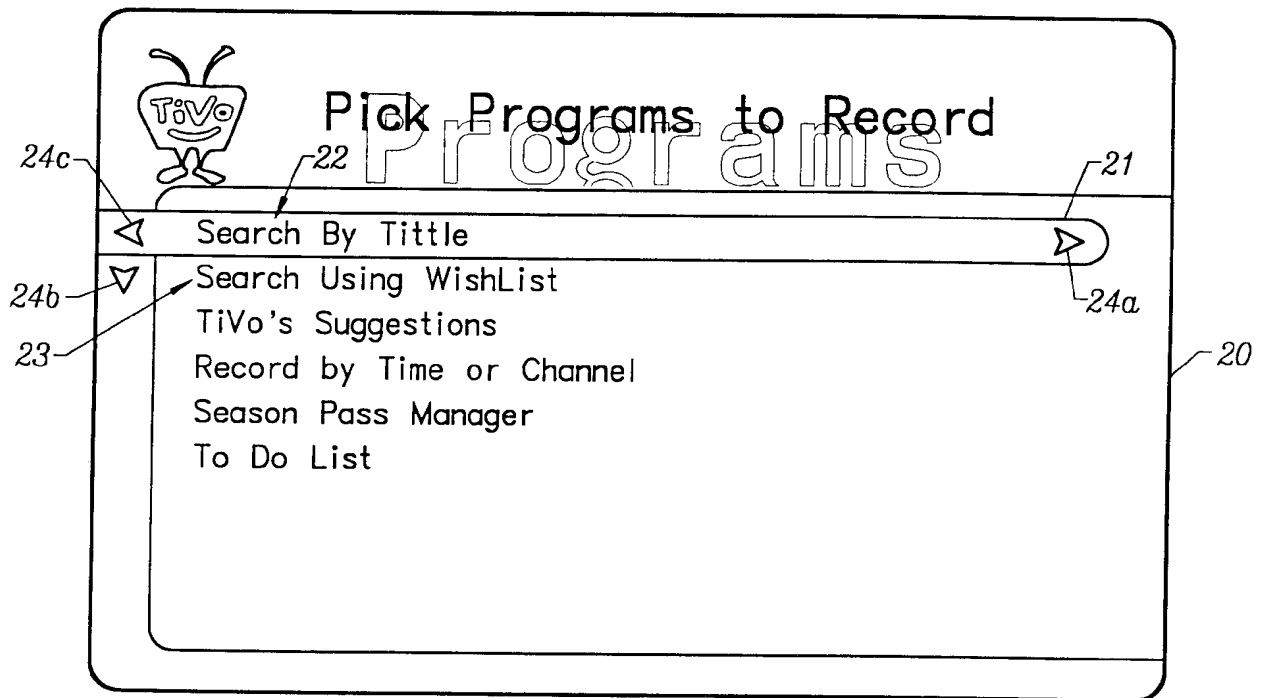 TiVo
Pick Programs to Record
Programs
24c
22
21
Search By Tittle
24b
Search Using WishList
24a
23
TiVo's Suggestions
20
Record by Time or Channel
Season Pass Manager
To Do List